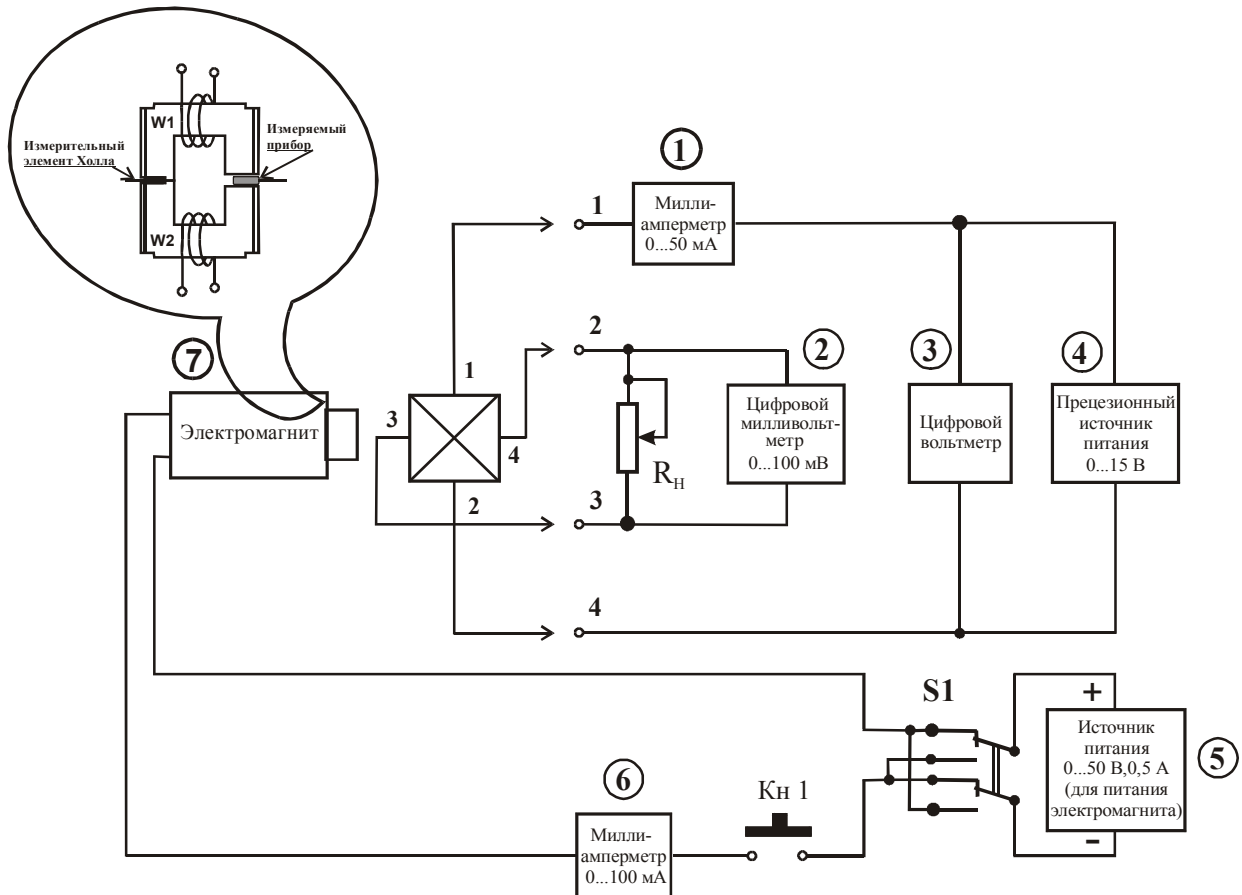 W1
Измерительный
элемент Холла
Измеряемый
прибор
W2
1
Милли-
амперметр
0...50 мА
1
2
2
3
4
7
Электромагнит
1
3
4
2
R_H
Цифровой
милливольт-
метр
0...100 мВ
Цифровой
вольтметр
Прецезионный
источник
питания
0...15 В
3
4
S1
+
Источник
питания
0...50 В,0,5 А
(для питания
электромагнита)
-
5
6
Кн 1
Милли-
амперметр
0...100 мА